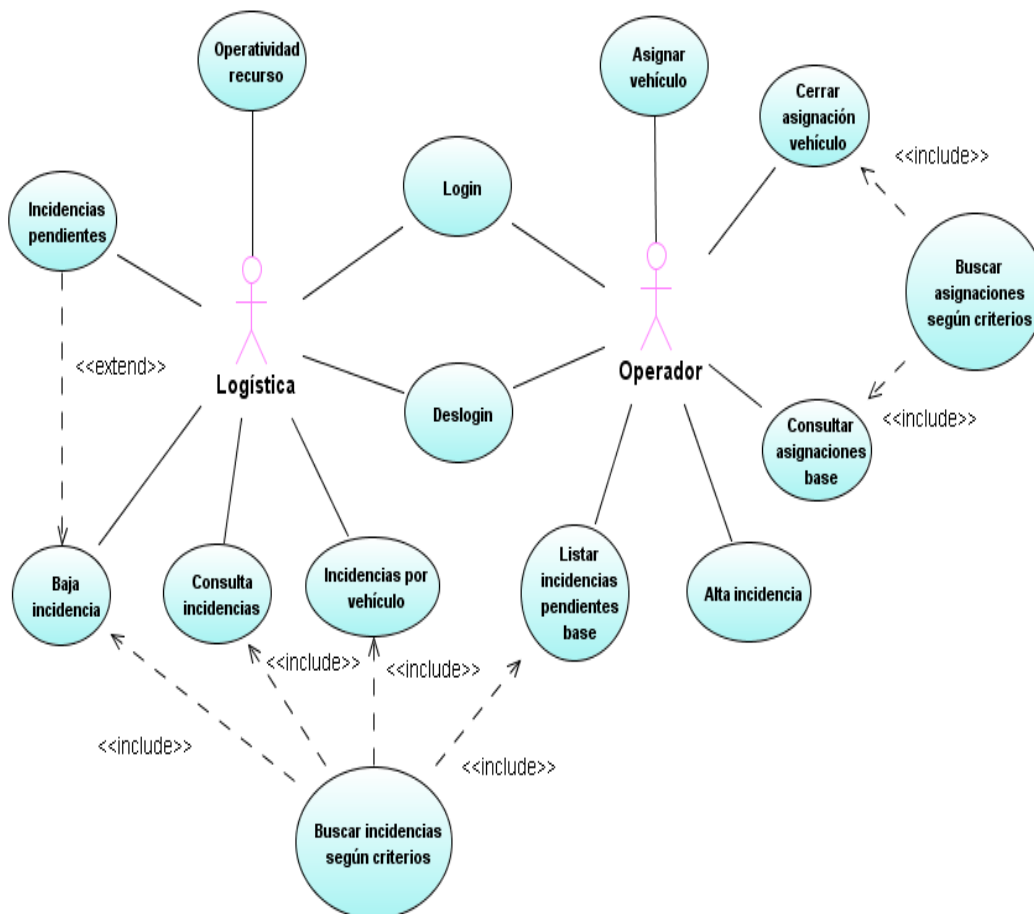 Operatividad
recurso
Asignar
vehículo
Cerrar
asignación
vehículo
<<include>>
Login
Incidencias
pendientes
Buscar
asignaciones
según criterios
<<extend>>
Logística
Operador
Deslogin
<<include>>
Consultar
asignaciones
base
Baja
incidencia
Consulta
incidencias
Incidencias por
vehículo
Listar
incidencias
pendientes
base
Alta incidencia
<<include>>
<<include>>
<<include>>
<<include>>
Buscar incidencias
según criterios